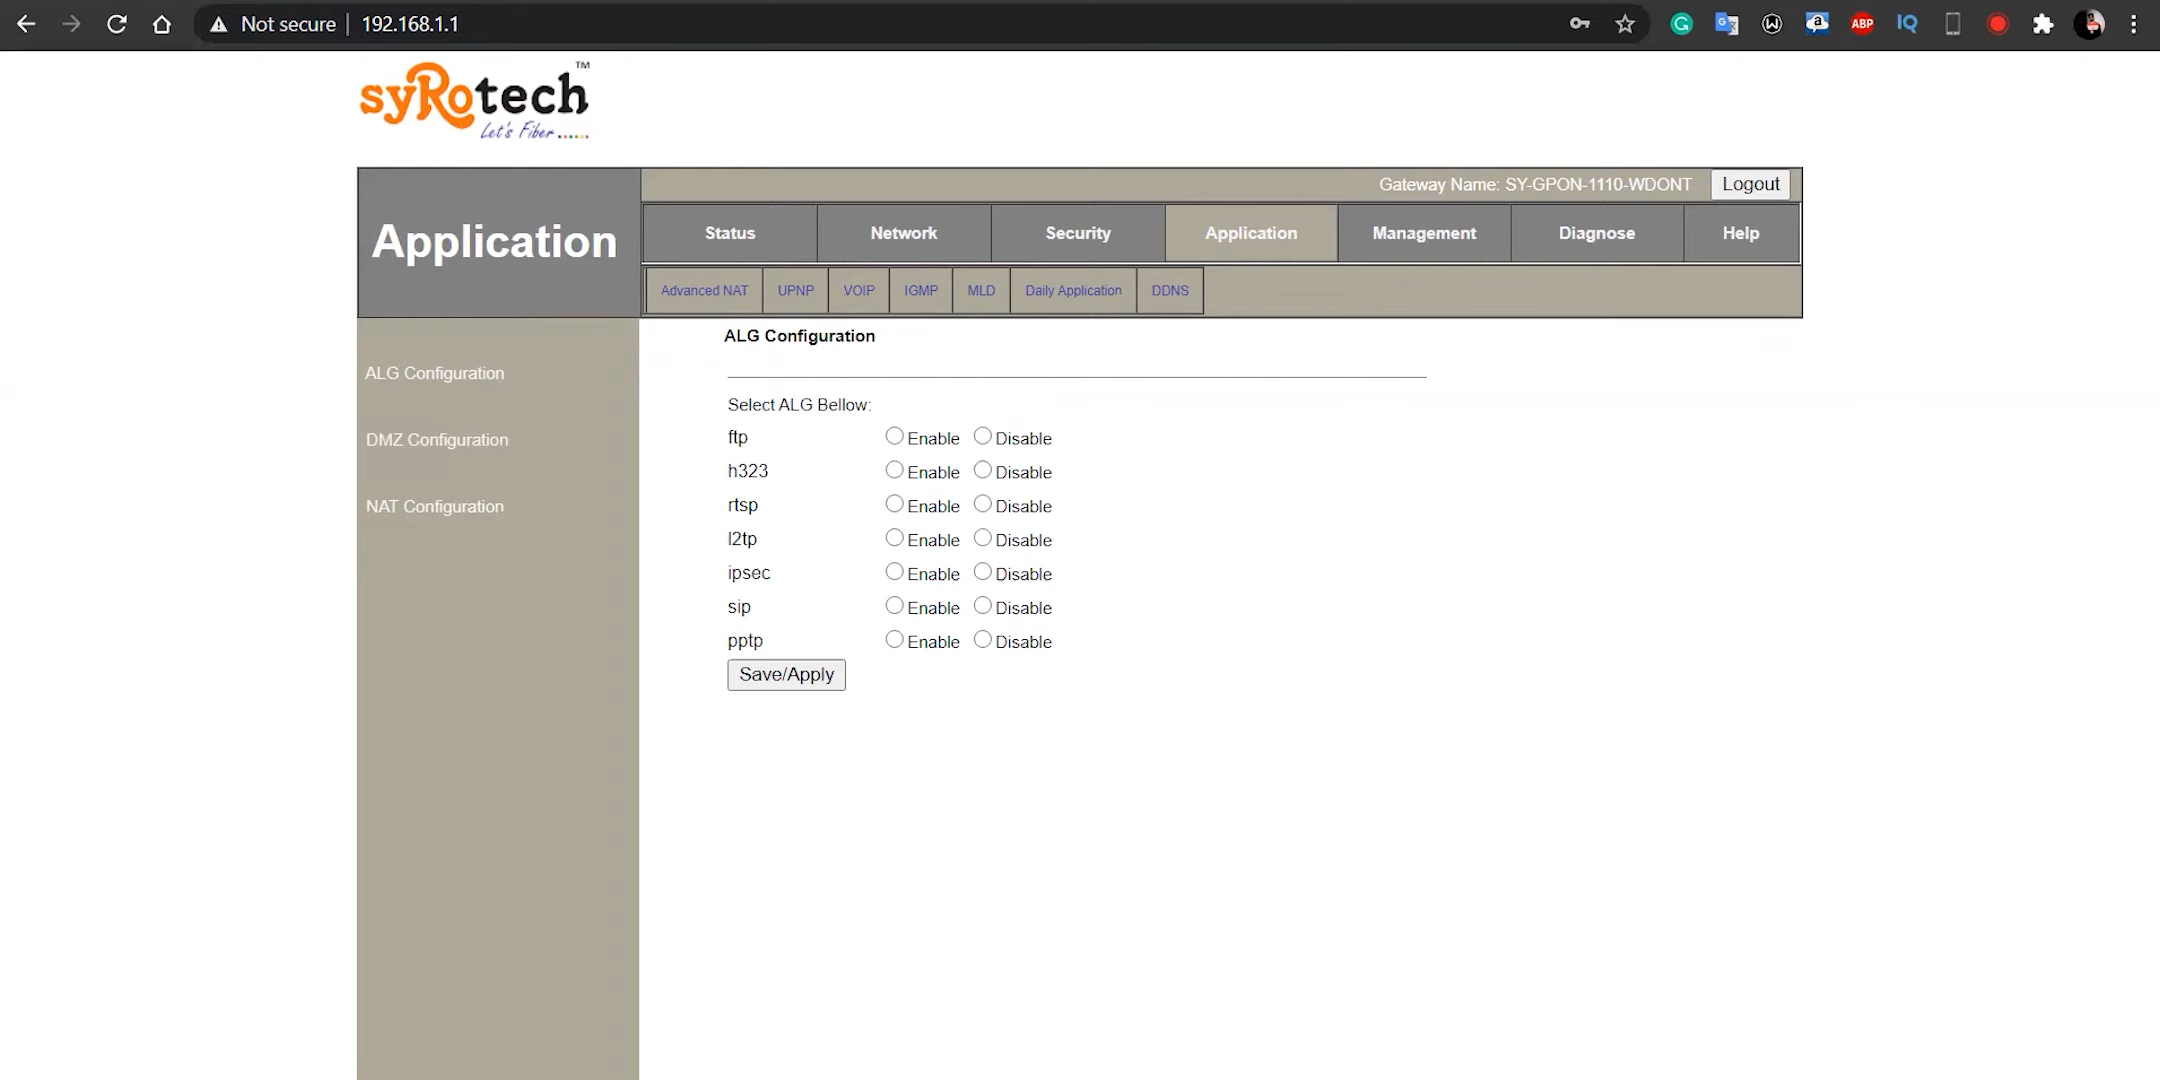 Not secure | 192.168.1.1
ABP
IQ
syRotech™
Let's Fiber......
Application
Gateway Name: SY-GPON-1110-WDONT Logout
Status Network Security Application Management Diagnose Help
Advanced NAT UPNP VOIP IGMP MLD Daily Application DDNS
ALG Configuration
DMZ Configuration
NAT Configuration
ALG Configuration
Select ALG Bellow:
ftp Enable Disable
h323 Enable Disable
rtsp Enable Disable
l2tp Enable Disable
ipsec Enable Disable
sip Enable Disable
pptp Enable Disable
Save/Apply